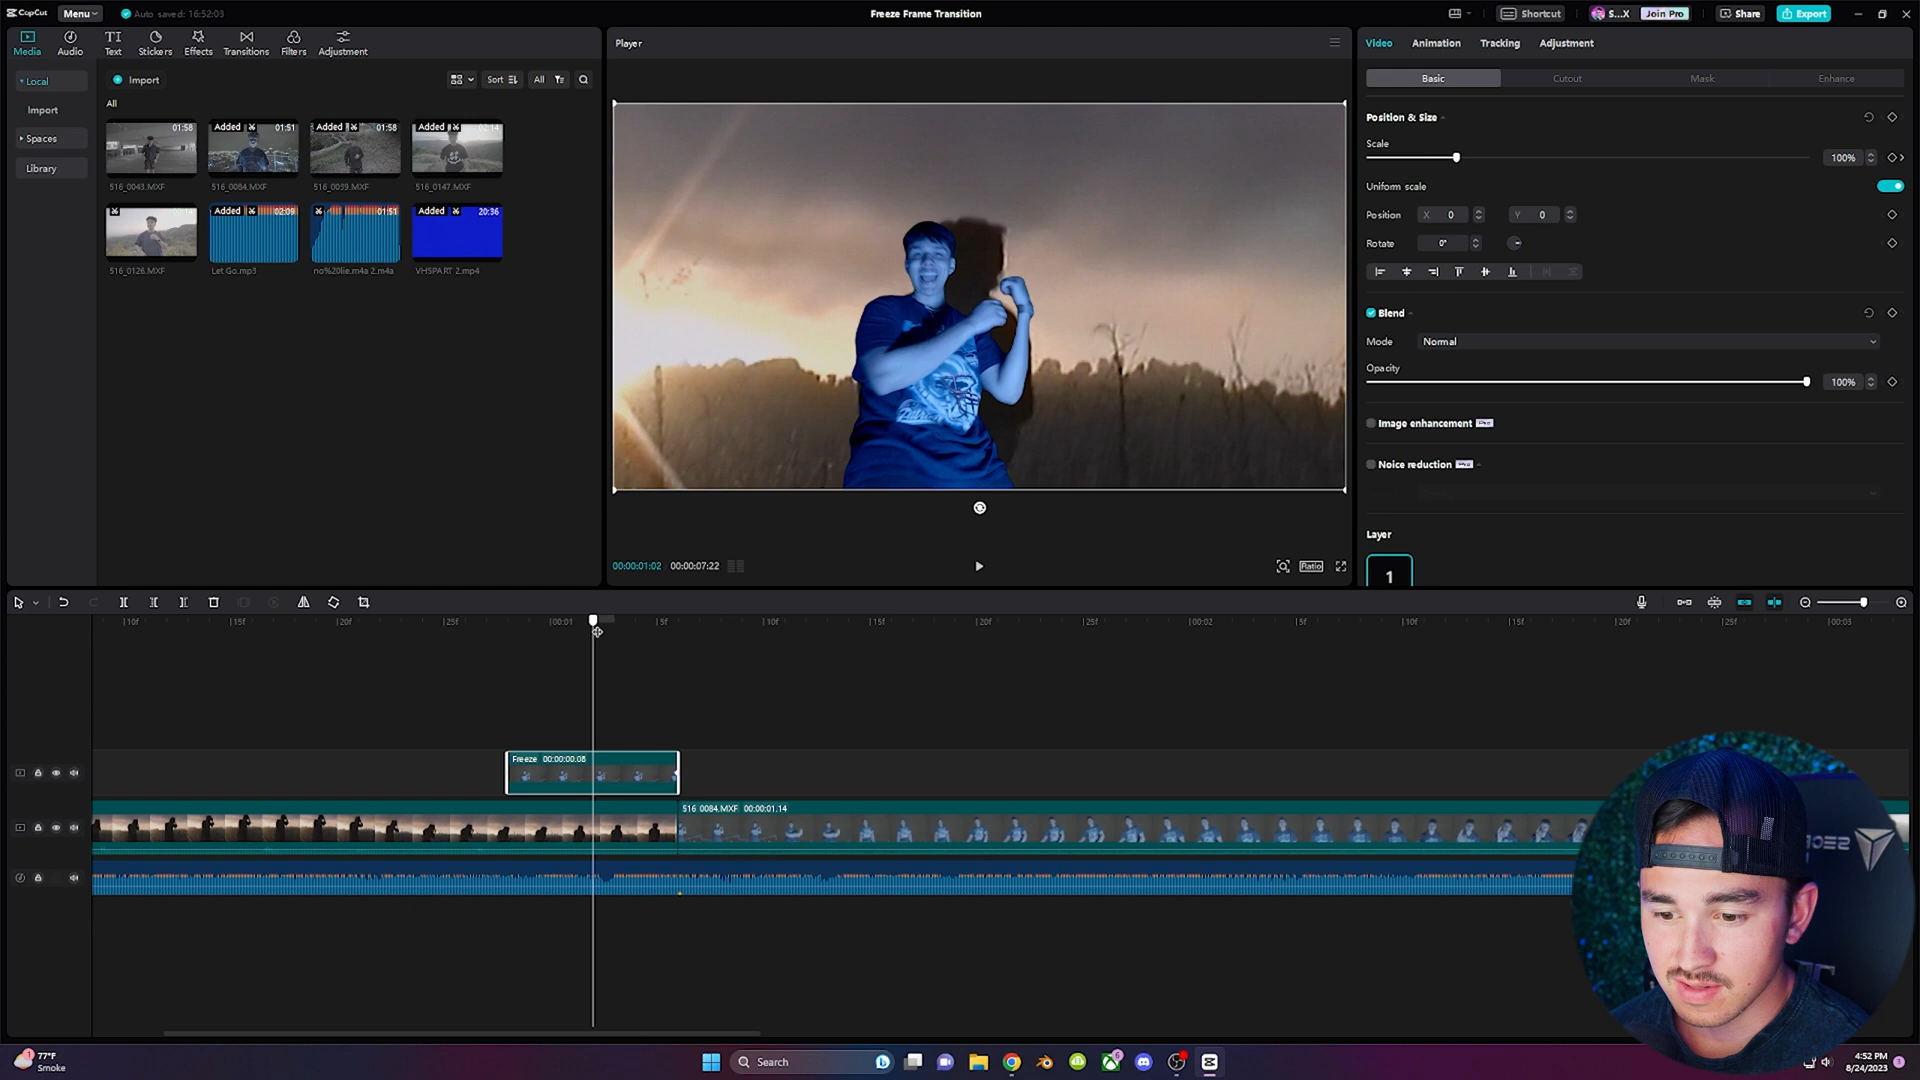 CapCut
Menu
Auto saved: 16:52:03
Freeze Frame Transition
Shortcut
S...X
Join Pro
Share
Export
Media
Audio
Text
Stickers
Effects
Transitions
Filters
Adjustment
Local
Import
Spaces
Library
Import
Sort
All
All
01:58
Added
01:51
Added
01:58
Added
02:14
516_0043.MXF
516_0084.MXF
516_0039.MXF
516_0147.MXF
Added
02:09
01:51
Added
20:36
516_0126.MXF
Let Go.mp3
no%20lie.m4a 2.m4a
VHSPART 2.mp4
Player
00:00:01:02
00:00:07:22
Ratio
Video
Animation
Tracking
Adjustment
Basic
Cutout
Mask
Enhance
Position & Size
Scale
100%
Uniform scale
Position
X
0
Y
0
Rotate
0°
Blend
Mode
Normal
Opacity
100%
Image enhancement
Pro
Noice reduction
Pro
Layer
1
10f
15f
20f
25f
00:01
5f
10f
15f
20f
25f
00:02
5f
10f
15f
20f
25f
00:03
Freeze 00:00:00.08
516 0084.MXF 00:00:01.14
1
77°F
Smoke
Search
6
4:52 PM
8/24/2023